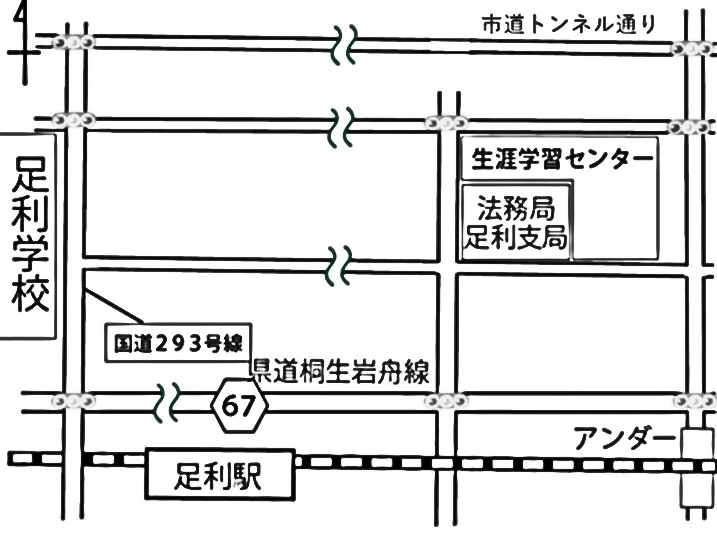 市道トンネル通り
生涯学習センター
法務局
足利支局
足利学校
国道293号線
県道桐生岩舟線
67
アンダー
足利駅